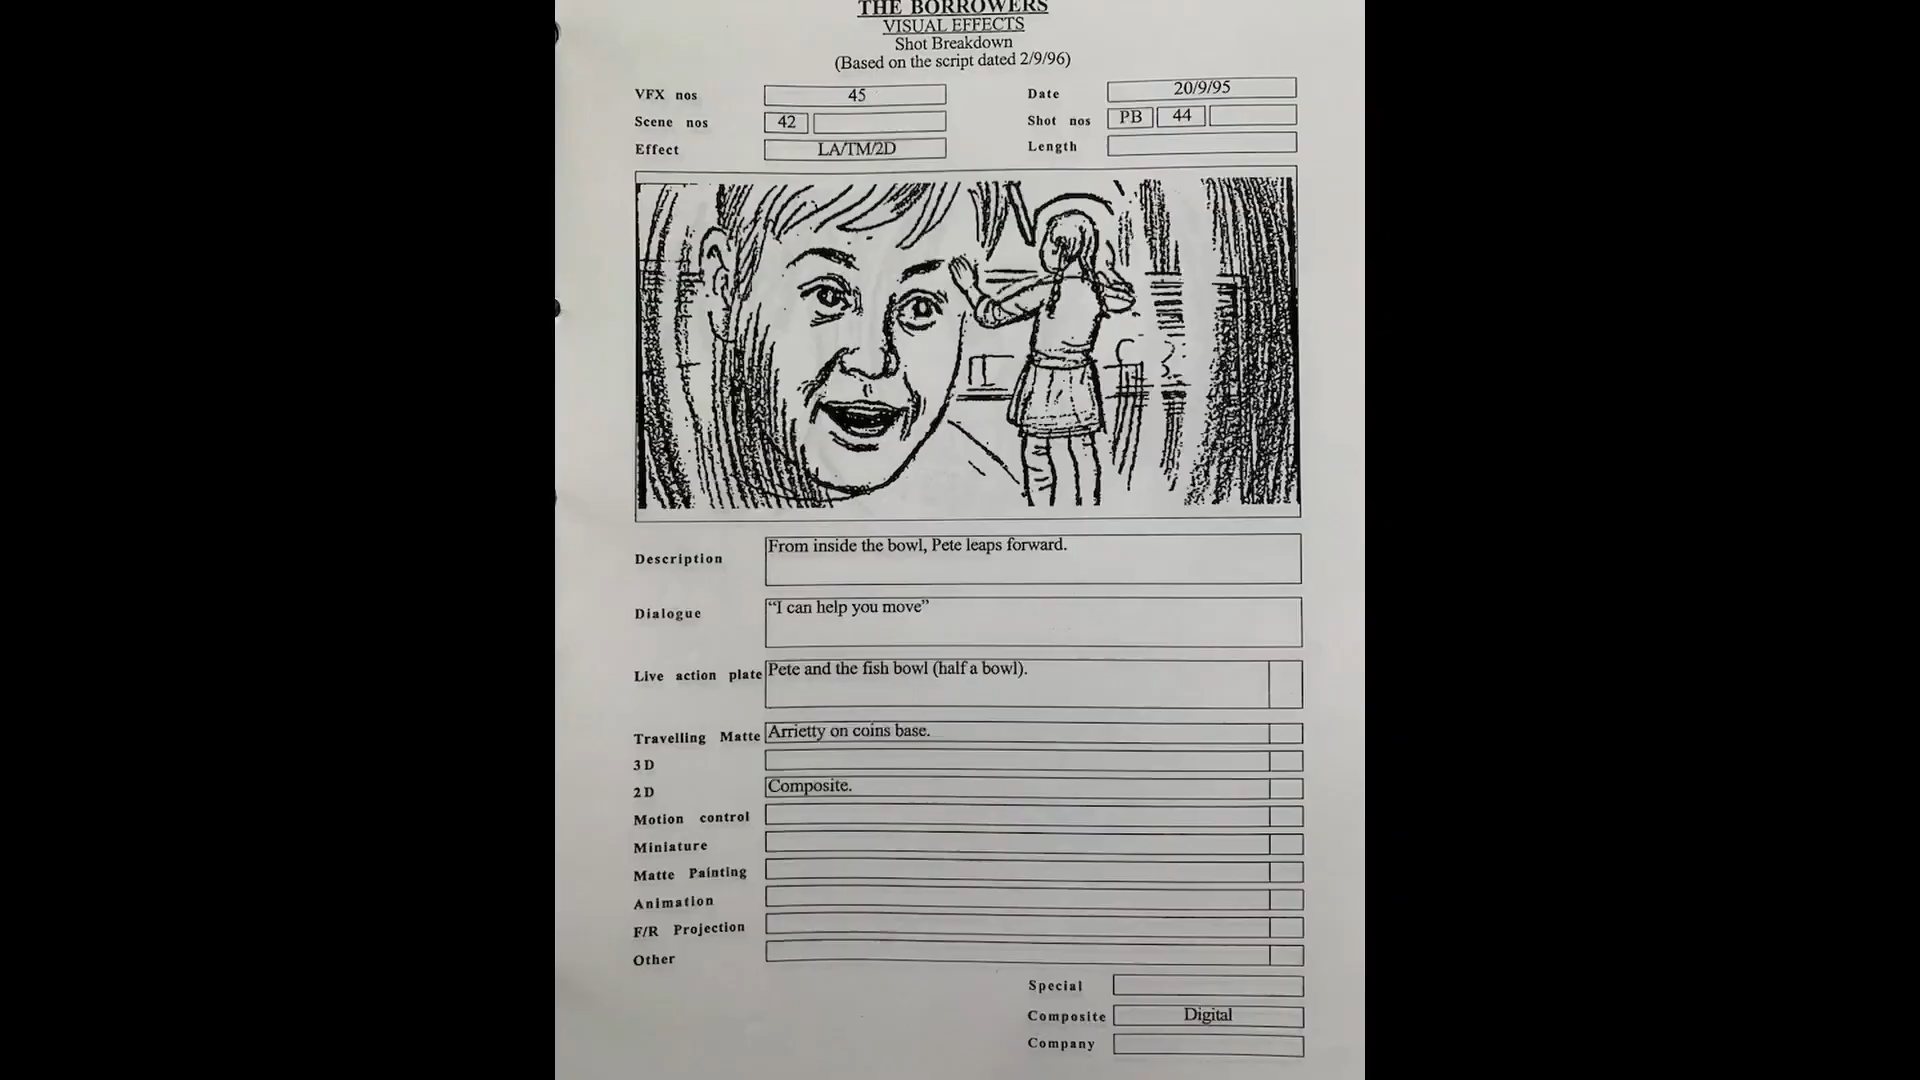 THE BORROWERS
VISUAL EFFECTS
Shot Breakdown
(Based on the script dated 2/9/96)
VFX nos 45 Date 20/9/95
Scene nos 42 Shot nos PB 44
Effect LA/TM/2D Length
Description From inside the bowl, Pete leaps forward.
Dialogue “I can help you move”
Live action plate Pete and the fish bowl (half a bowl).
Travelling Matte Arrietty on coins base.
3D
2D Composite.
Motion control
Miniature
Matte Painting
Animation
F/R Projection
Other
Special
Composite Digital
Company